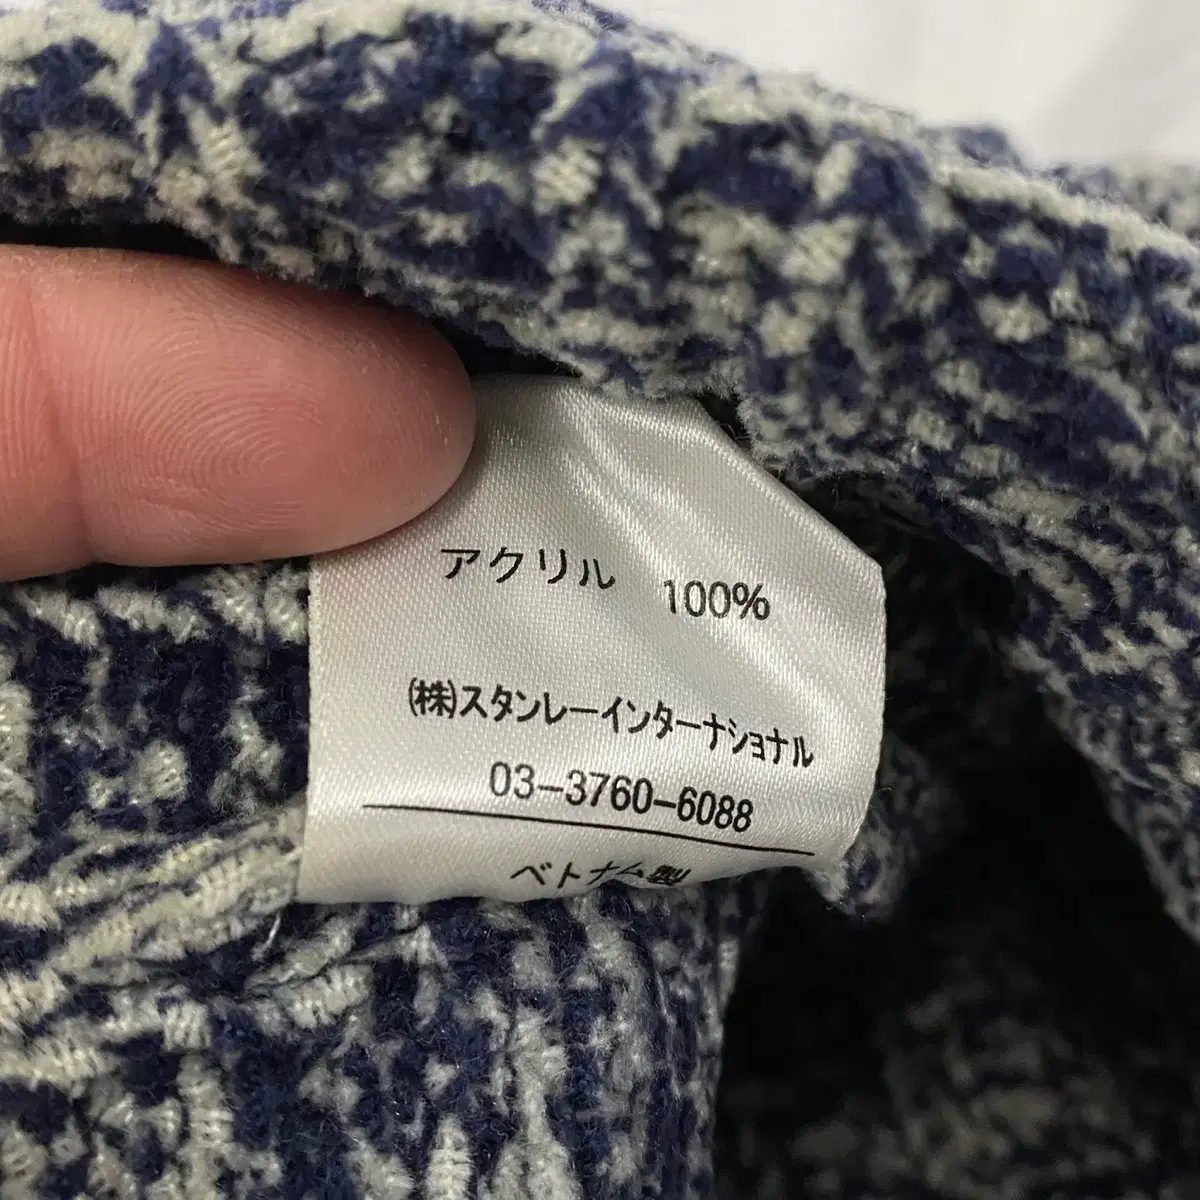 アクリル 100%
(株)スタンレーインターナショナル
03-3760-6088
ベトナム製